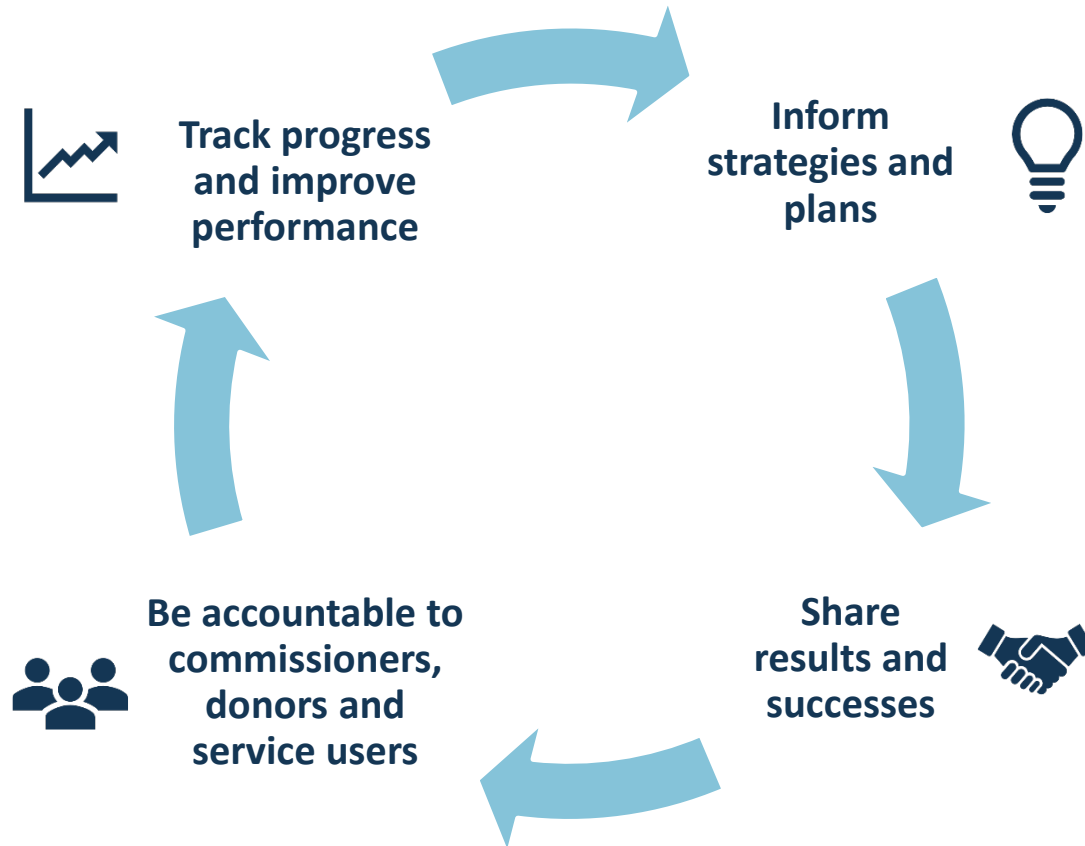 Track progress
and improve
performance
Inform
strategies and
plans
Share
results and
successes
Be accountable to
commissioners,
donors and
service users